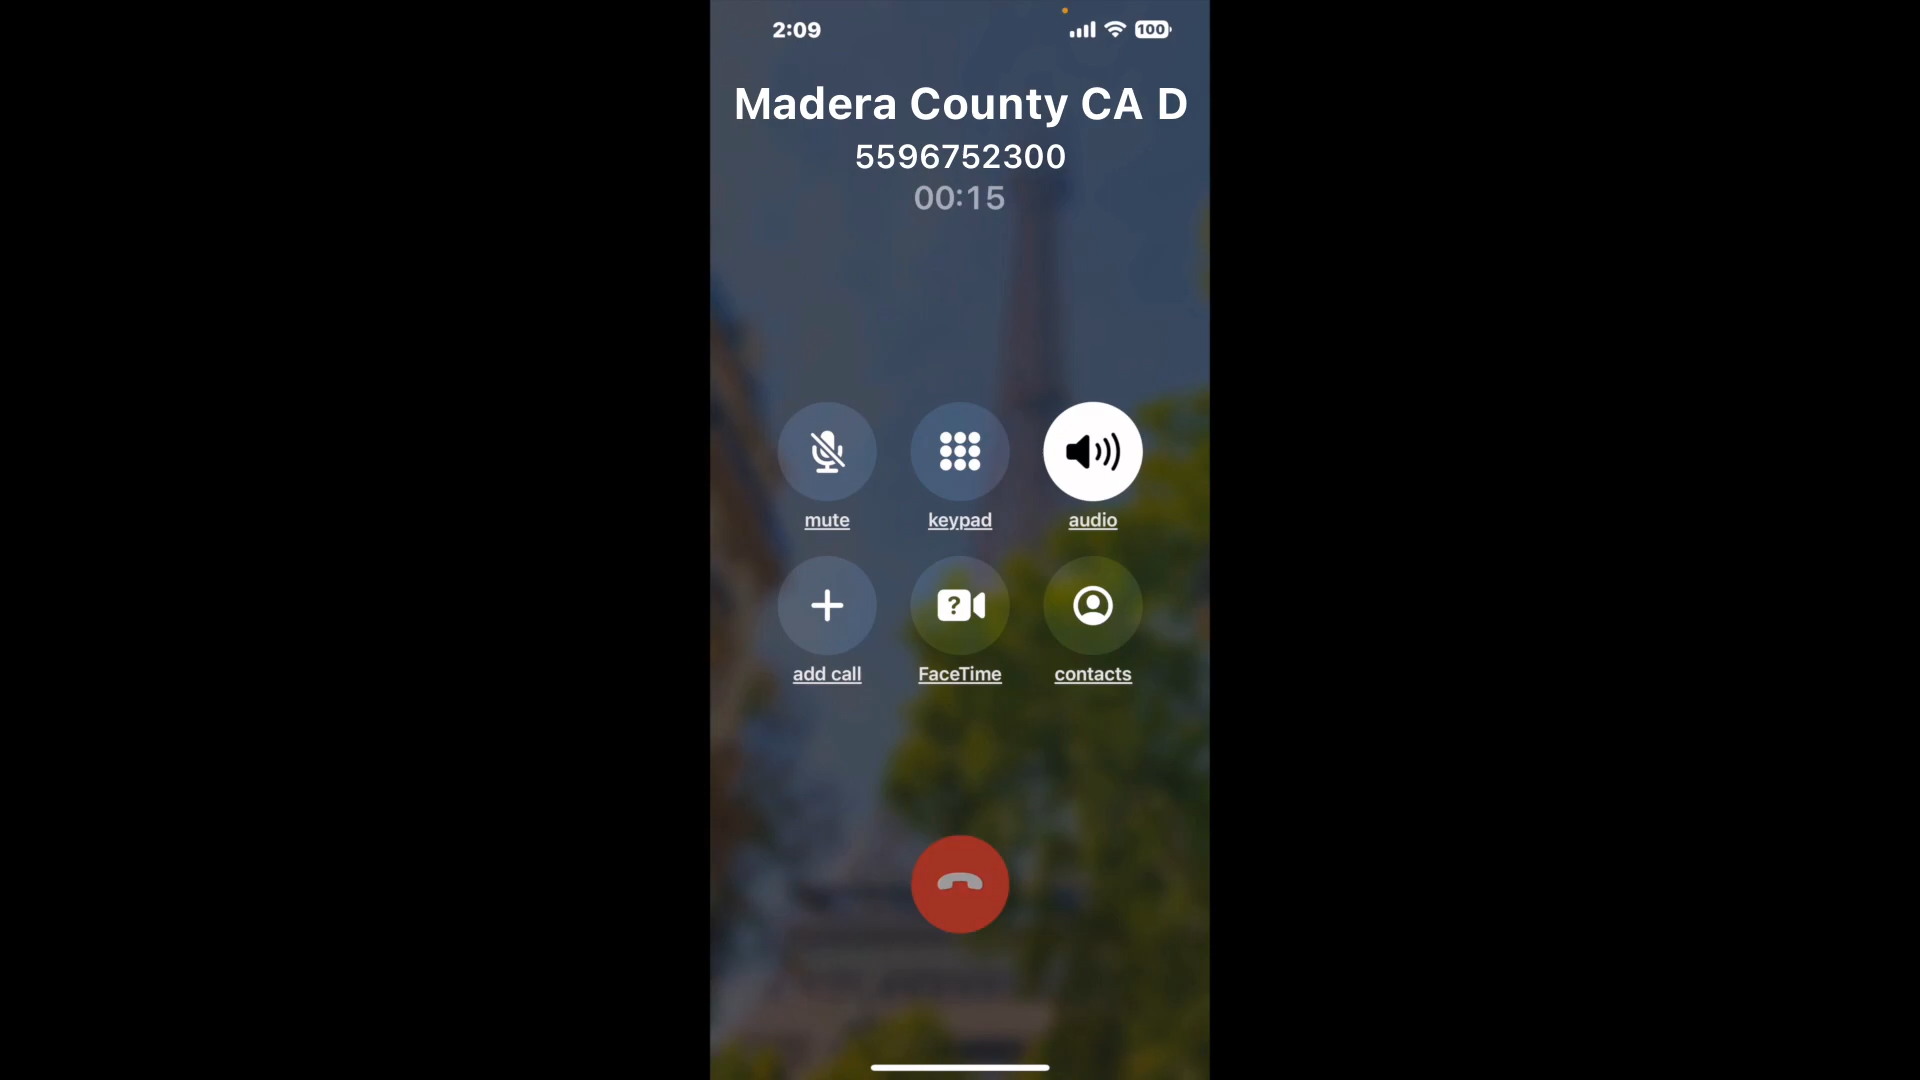 2:09
100
Madera County CA D
5596752300
00:15
mute
keypad
audio
?
add call
FaceTime
contacts